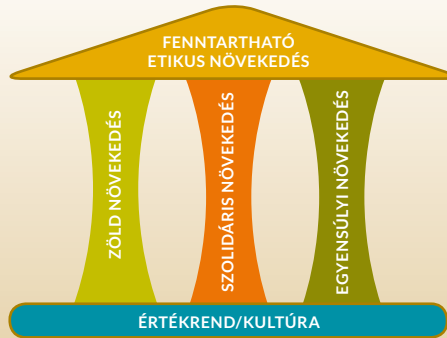 FENNTARTHATÓ
ETIKUS NÖVEKEDÉS
ZÖLD NÖVEKEDÉS
SZOLIDÁRIS NÖVEKEDÉS
EGYENSÚLYI NÖVEKEDÉS
ÉRTÉKREND/KULTÚRA